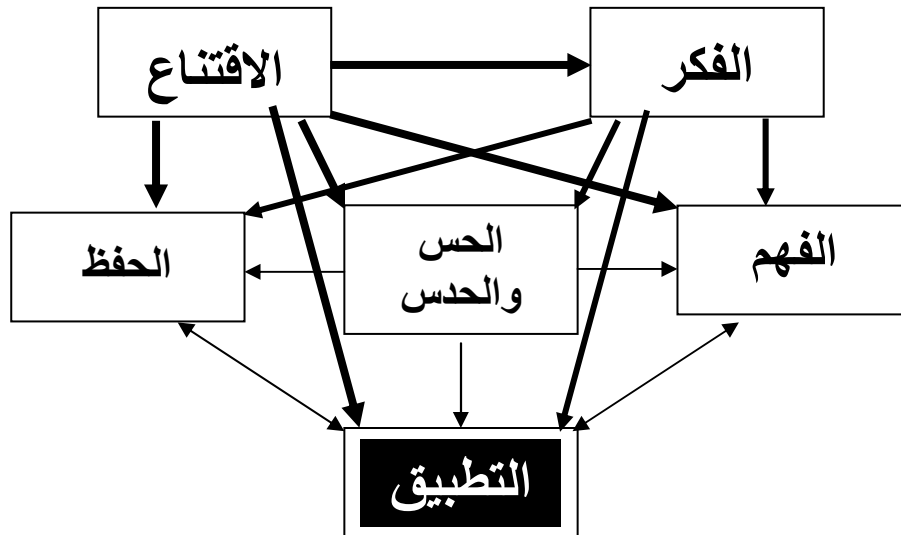 الفكر
الاقتناع
الفهم
الحس
والحدس
الحفظ
التطبيق